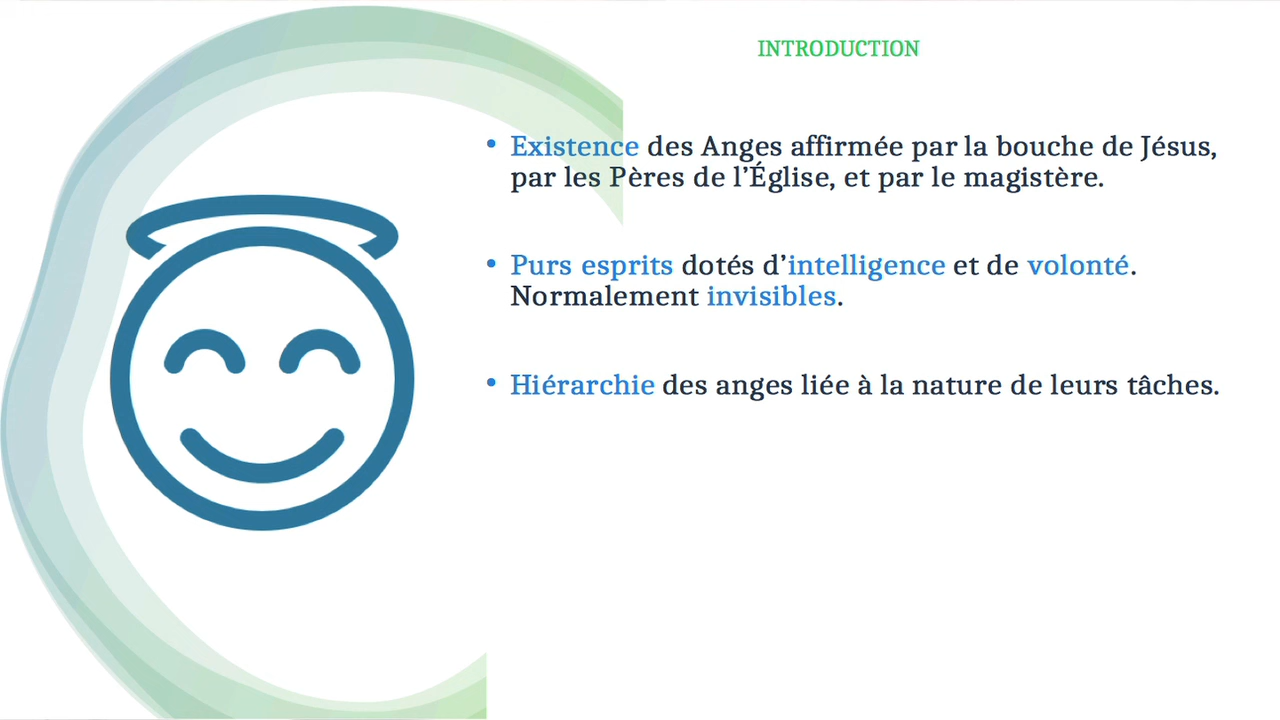 INTRODUCTION
• Existence des Anges affirmée par la bouche de Jésus,
par les Pères de l’Église, et par le magistère.
• Purs esprits dotés d’intelligence et de volonté.
Normalement invisibles.
• Hiérarchie des anges liée à la nature de leurs tâches.